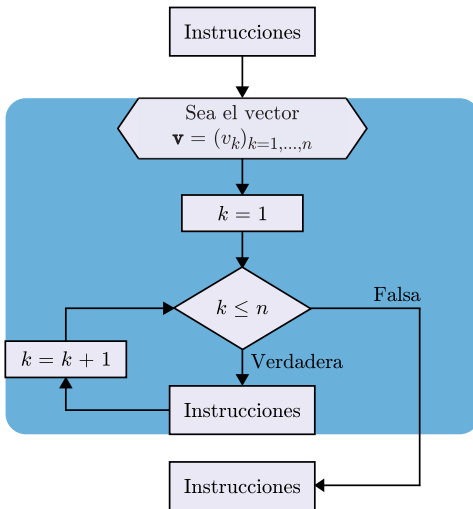 Instrucciones
Sea el vector
v = (v_k)_{k=1,...,n}
k = 1
k ≤ n
Falsa
k = k + 1
Verdadera
Instrucciones
Instrucciones